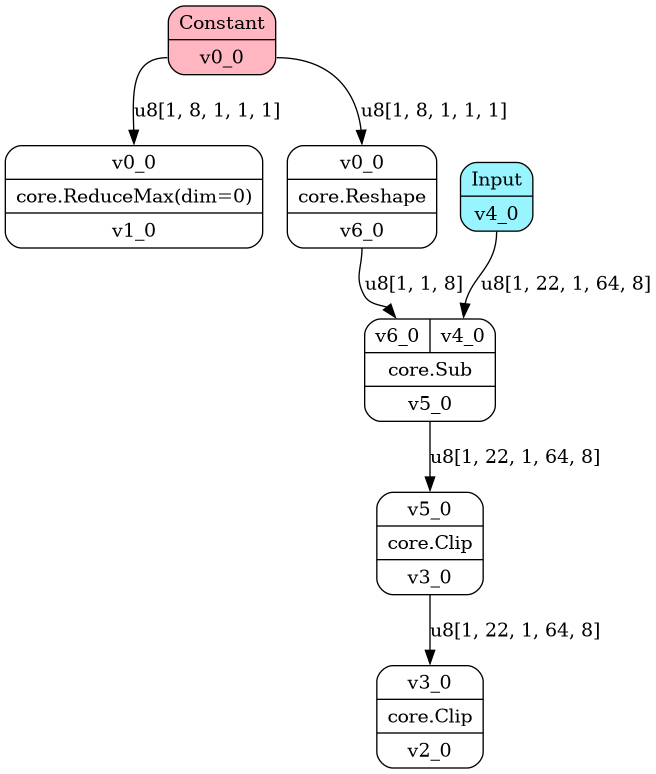 Constant
v0_0
u8[1, 8, 1, 1, 1]
u8[1, 8, 1, 1, 1]
v0_0
core.ReduceMax(dim=0)
v1_0
v0_0
core.Reshape
v6_0
Input
v4_0
u8[1, 1, 8]
u8[1, 22, 1, 64, 8]
v6_0
v4_0
core.Sub
v5_0
u8[1, 22, 1, 64, 8]
v5_0
core.Clip
v3_0
u8[1, 22, 1, 64, 8]
v3_0
core.Clip
v2_0